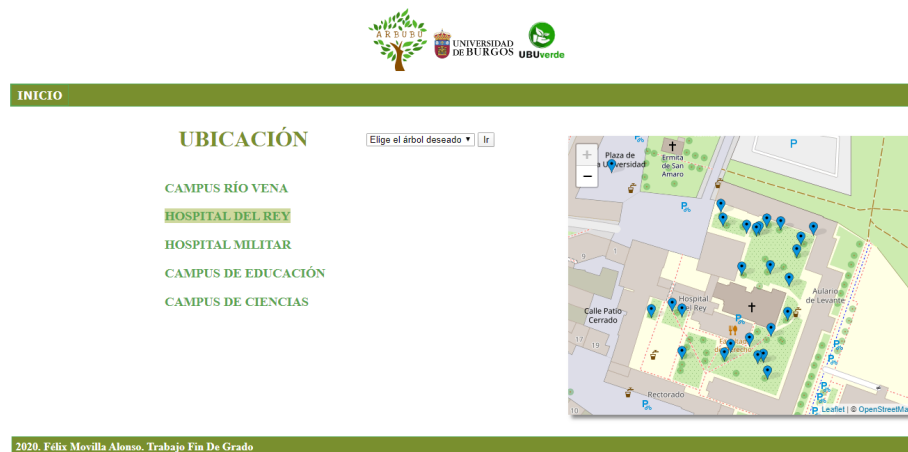 ARBUBU
UNIVERSIDAD
DE BURGOS
UBUverde
INICIO
UBICACIÓN
Elige el árbol deseado
Ir
CAMPUS RÍO VENA
HOSPITAL DEL REY
HOSPITAL MILITAR
CAMPUS DE EDUCACIÓN
CAMPUS DE CIENCIAS
+
−
Plaza de
Universidad
Ermita
de San
Amaro
P
9
1
Hospital
del Rey
Aulario
de Levante
Calle Patio
Cerrado
17
19
Rectorado
10
Leaflet | © OpenStreetMa
2020. Félix Movilla Alonso. Trabajo Fin De Grado